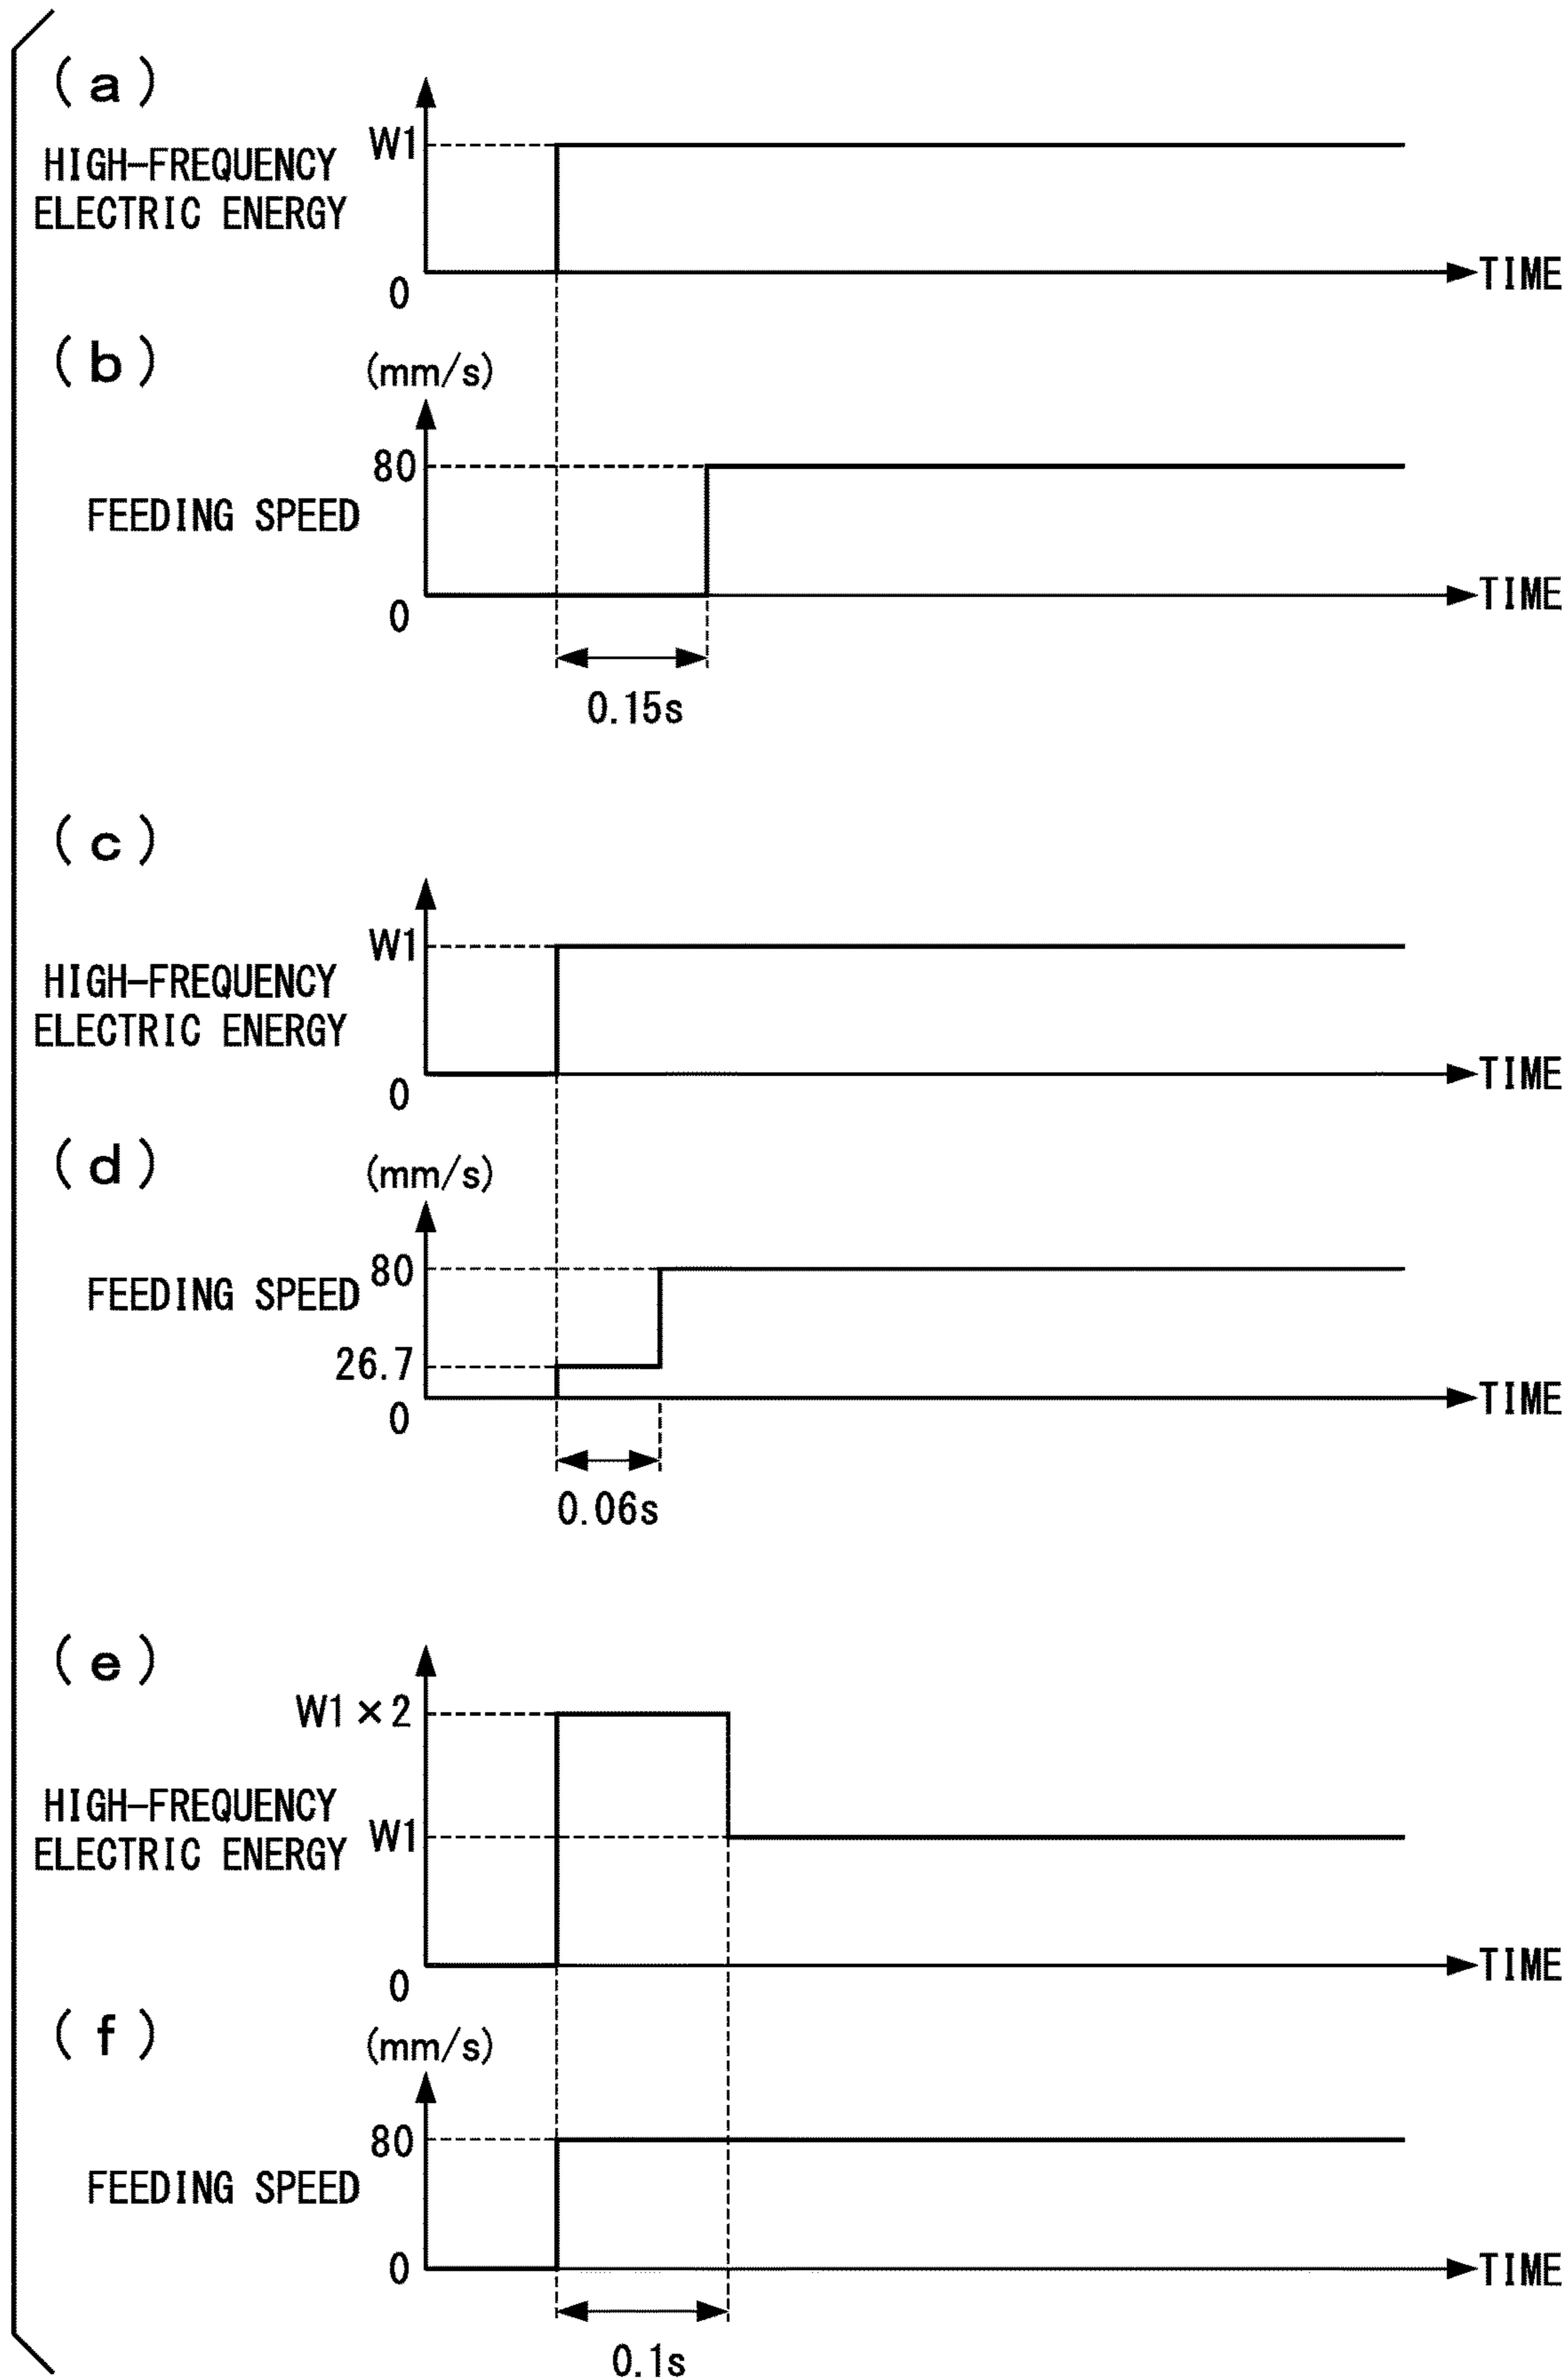 (a)
HIGH-FREQUENCY
ELECTRIC ENERGY
W1
0
TIME
(b)
(mm/s)
FEEDING SPEED
80
0
TIME
0.15s
(c)
HIGH-FREQUENCY
ELECTRIC ENERGY
W1
0
TIME
(d)
(mm/s)
FEEDING SPEED
80
26.7
0
TIME
0.06s
(e)
W1×2
HIGH-FREQUENCY
ELECTRIC ENERGY
W1
0
TIME
(f)
(mm/s)
80
FEEDING SPEED
0
TIME
0.1s